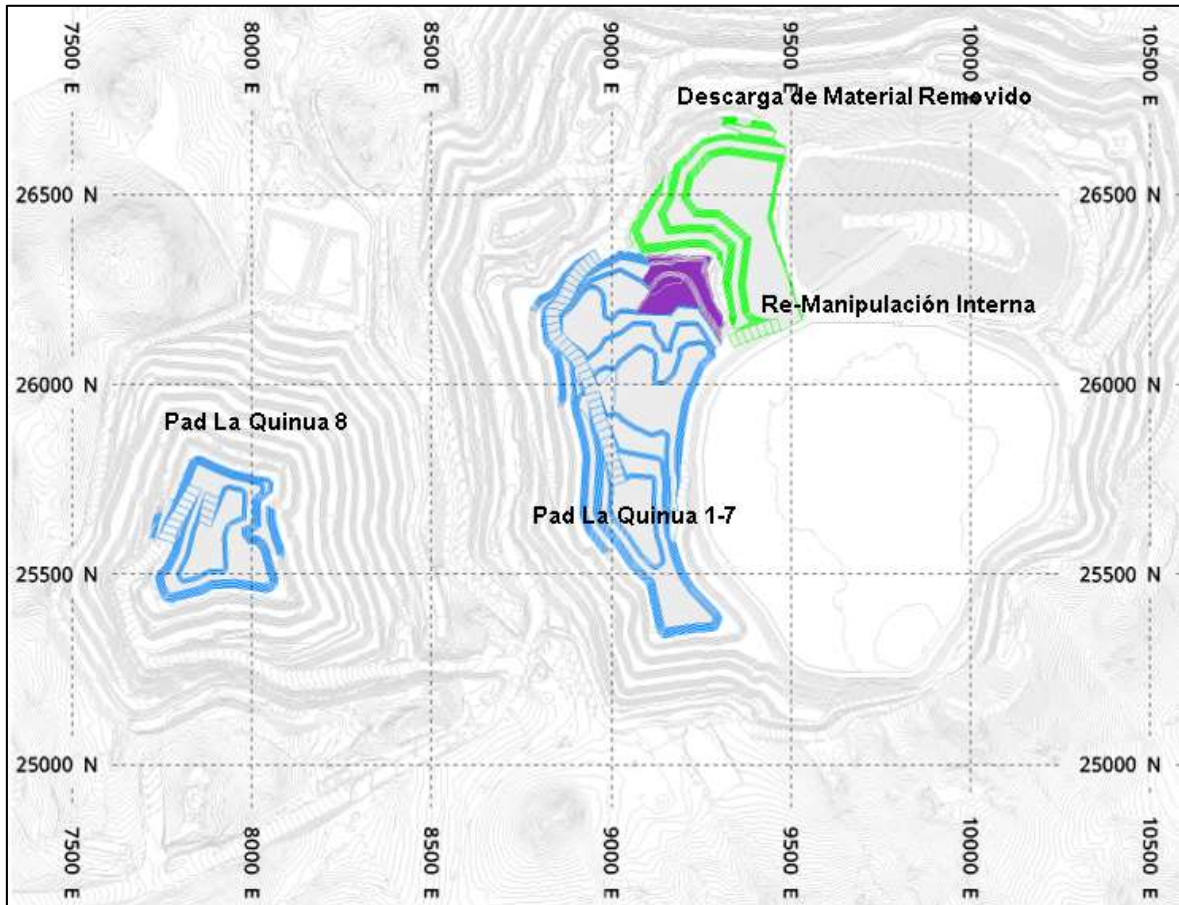 7500 E
8000 E
8500 E
9000 E
9500 E
10000 E
10500 E
Descarga de Material Removido
26500 N
26500 N
Re-Manipulación Interna
26000 N
26000 N
Pad La Quinua 8
Pad La Quinua 1-7
25500 N
25500 N
25000 N
25000 N
7500 E
8000 E
8500 E
9000 E
9500 E
10000 E
10500 E